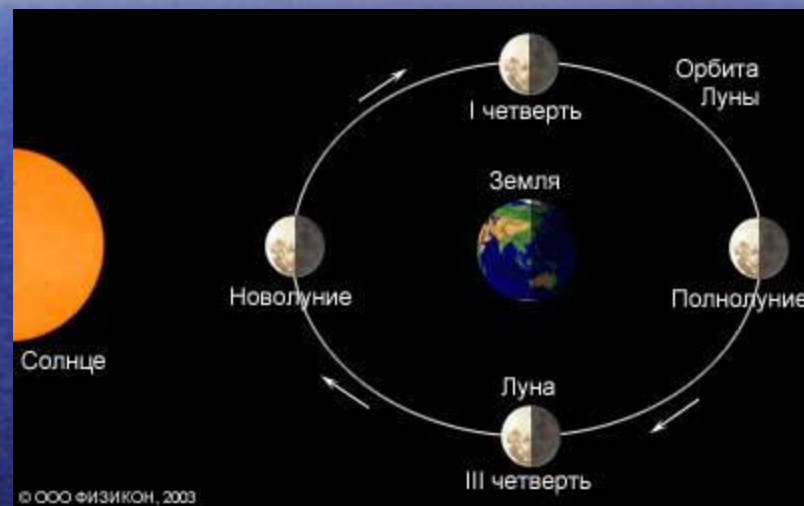 Орбита
Луны
I четверть
Земля
Новолуние
Полнолуние
Солнце
Луна
III четверть
© ООО ФИЗИКОН, 2003